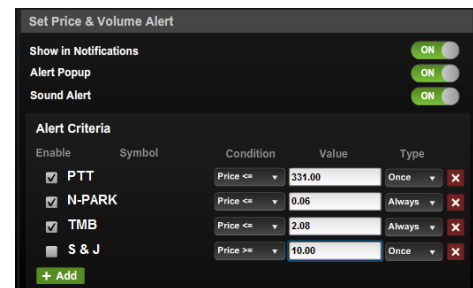 Set Price & Volume Alert
Show in Notifications ON
Alert Popup ON
Sound Alert ON
Alert Criteria
Enable Symbol Condition Value Type
PTT Price <= 331.00 Once
N-PARK Price <= 0.06 Always
TMB Price <= 2.08 Always
S & J Price >= 10.00 Once
+ Add